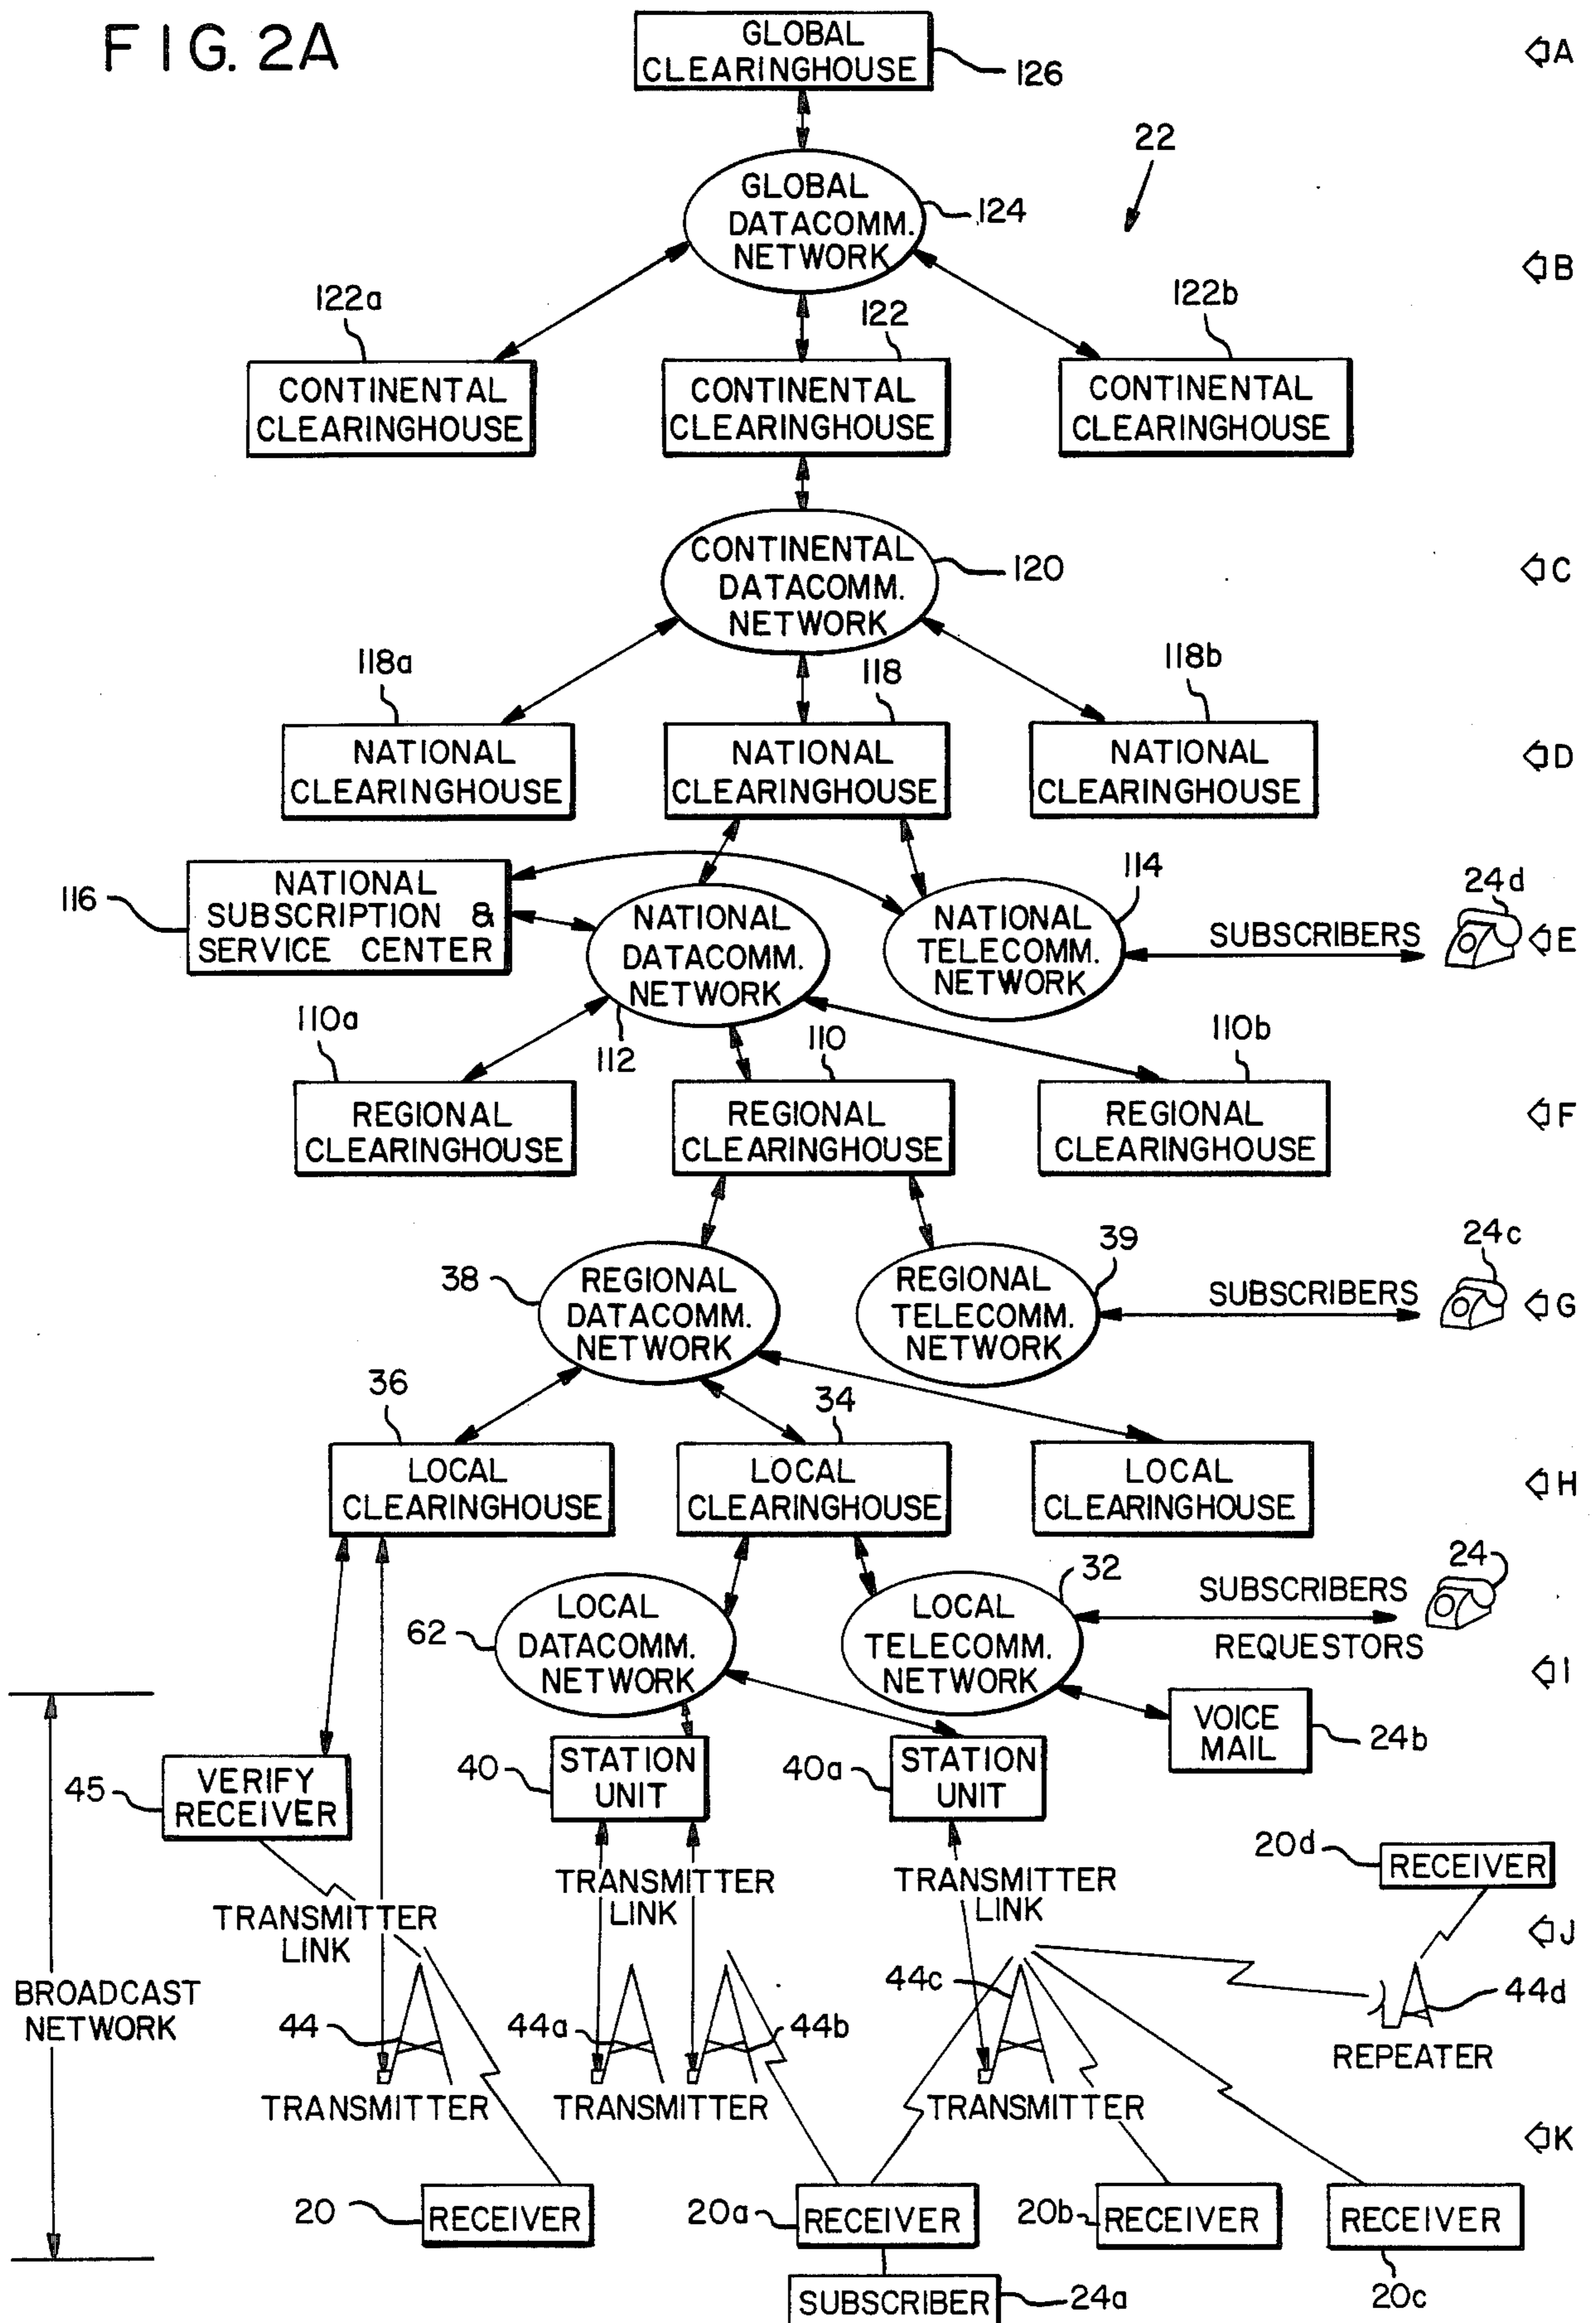 FIG. 2A
GLOBAL
CLEARINGHOUSE
126
A
22
GLOBAL
DATACOMM.
NETWORK
124
B
122a
122
122b
CONTINENTAL
CLEARINGHOUSE
CONTINENTAL
CLEARINGHOUSE
CONTINENTAL
CLEARINGHOUSE
CONTINENTAL
DATACOMM.
NETWORK
120
C
118a
118
118b
NATIONAL
CLEARINGHOUSE
NATIONAL
CLEARINGHOUSE
NATIONAL
CLEARINGHOUSE
D
116
NATIONAL
SUBSCRIPTION &
SERVICE CENTER
NATIONAL
DATACOMM.
NETWORK
112
NATIONAL
TELECOMM.
NETWORK
114
SUBSCRIBERS
24d
E
110a
110
110b
REGIONAL
CLEARINGHOUSE
REGIONAL
CLEARINGHOUSE
REGIONAL
CLEARINGHOUSE
F
38
REGIONAL
DATACOMM.
NETWORK
REGIONAL
TELECOMM.
NETWORK
39
SUBSCRIBERS
24c
G
36
34
LOCAL
CLEARINGHOUSE
LOCAL
CLEARINGHOUSE
LOCAL
CLEARINGHOUSE
H
62
LOCAL
DATACOMM.
NETWORK
LOCAL
TELECOMM.
NETWORK
32
SUBSCRIBERS
REQUESTORS
24
I
VOICE
MAIL
24b
45
VERIFY
RECEIVER
40
STATION
UNIT
40a
STATION
UNIT
20d
RECEIVER
TRANSMITTER
LINK
TRANSMITTER
LINK
TRANSMITTER
LINK
J
BROADCAST
NETWORK
44
44a
44b
44c
44d
REPEATER
TRANSMITTER
TRANSMITTER
TRANSMITTER
K
20
RECEIVER
20a
RECEIVER
20b
RECEIVER
RECEIVER
20c
SUBSCRIBER
24a